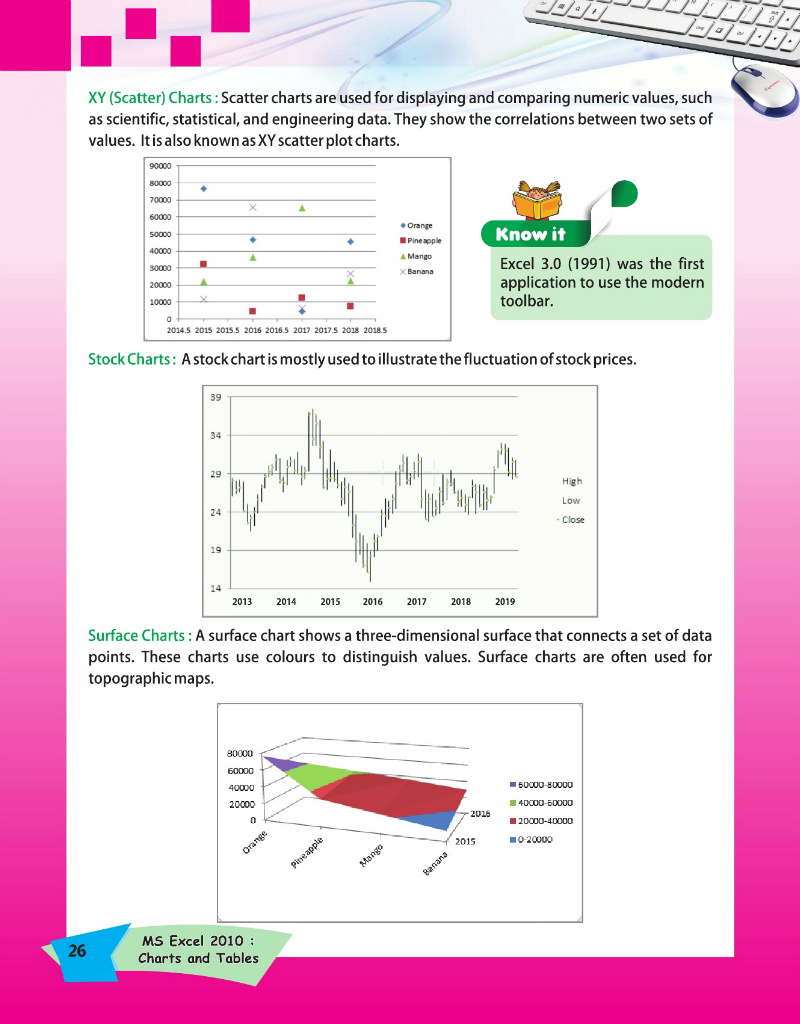 XY (Scatter) Charts : Scatter charts are used for displaying and comparing numeric values, such
as scientific, statistical, and engineering data. They show the correlations between two sets of
values. It is also known as XY scatter plot charts.
90000
80000
70000
60000
50000
40000
30000
20000
10000
0
2014.5 2015 2015.5 2016 2016.5 2017 2017.5 2018 2018.5
Orange
Pineapple
Mango
Banana
Know it
Excel 3.0 (1991) was the first
application to use the modern
toolbar.
Stock Charts : A stock chart is mostly used to illustrate the fluctuation of stock prices.
39
34
29
24
19
14
2013 2014 2015 2016 2017 2018 2019
High
Low
Close
Surface Charts : A surface chart shows a three-dimensional surface that connects a set of data
points. These charts use colours to distinguish values. Surface charts are often used for
topographic maps.
80000
60000
40000
20000
0
Orange
Pineapple
Mango
Banana
2016
2015
60000-80000
40000-60000
20000-40000
0-20000
26
MS Excel 2010 :
Charts and Tables